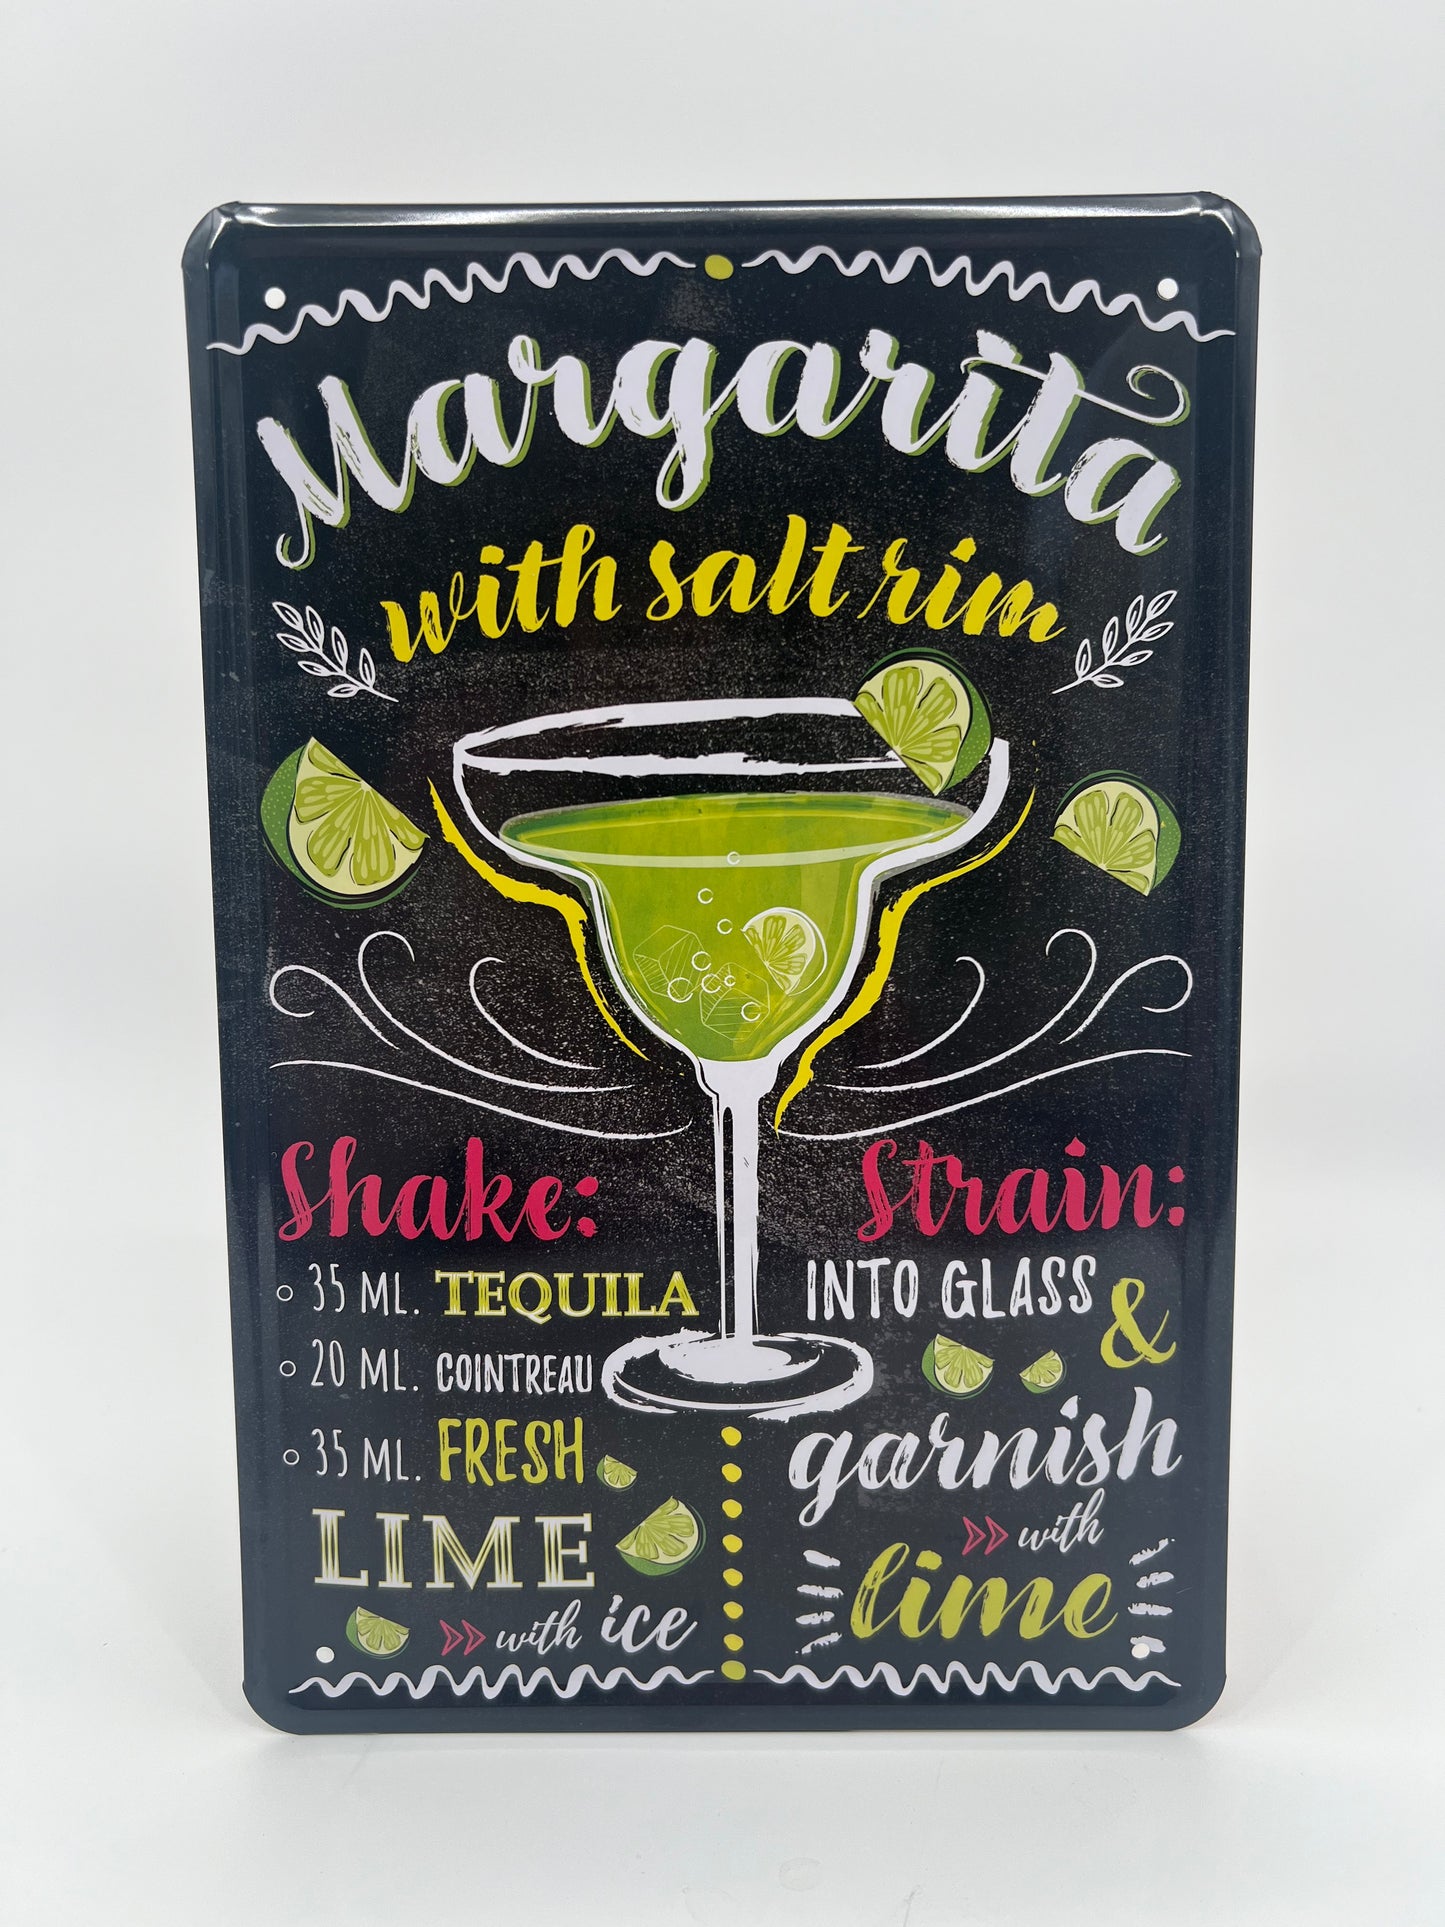 Margarita
with salt rim
Shake:
35 ML. TEQUILA
20 ML. COINTREAU
35 ML. FRESH
LIME
with ice
Strain:
INTO GLASS &
garnish
with
lime